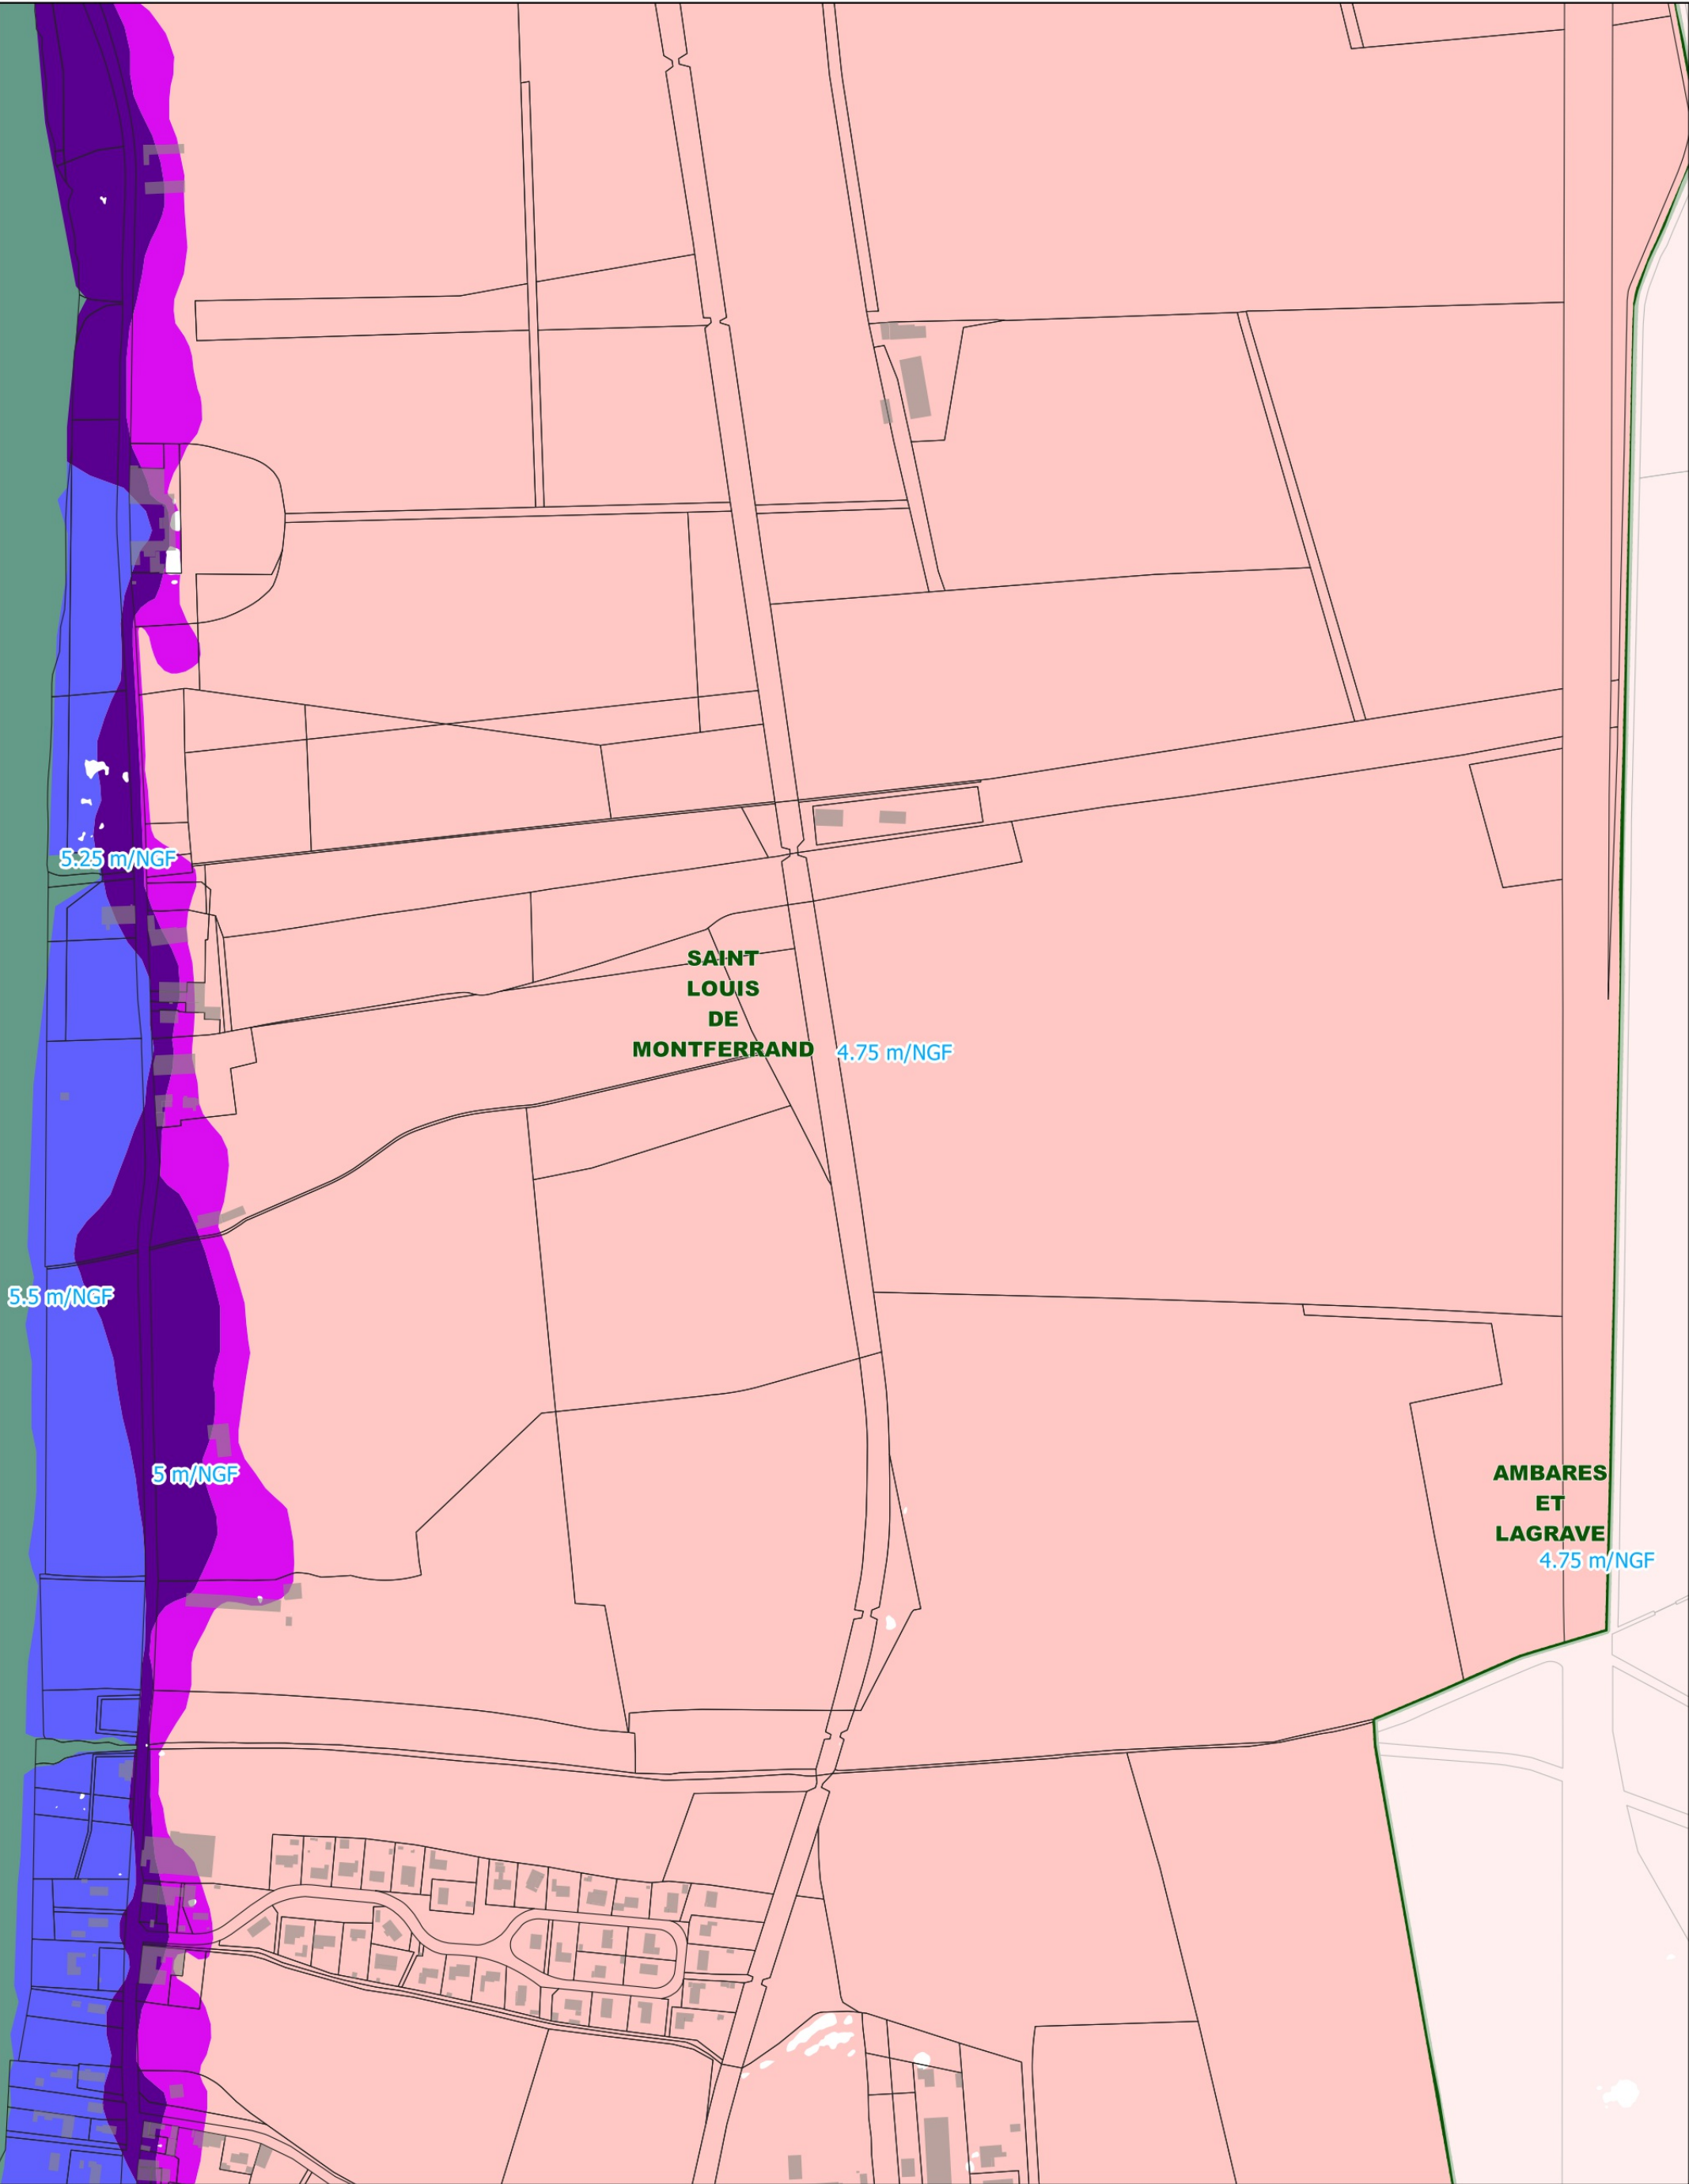 5.25 m/NGF
SAINT
LOUIS
DE
MONTFERRAND
4.75 m/NGF
5.5 m/NGF
5 m/NGF
AMBARES
ET
LAGRAVE
4.75 m/NGF